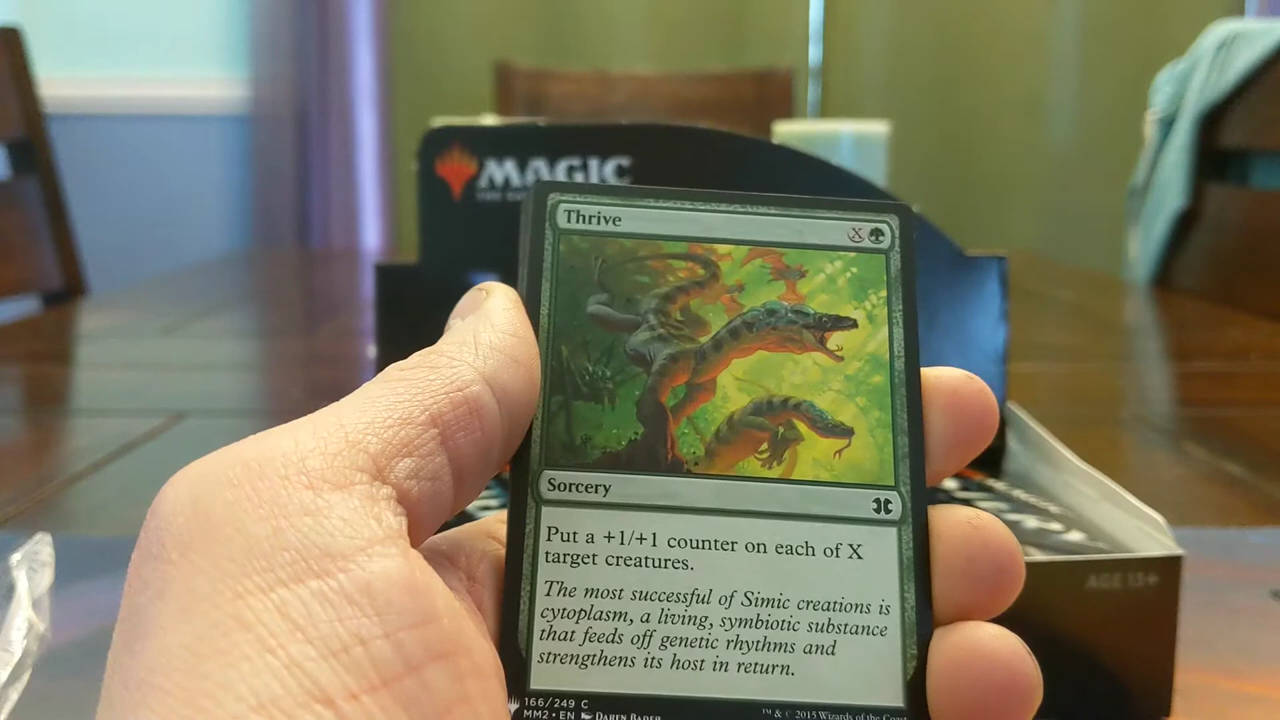 MAGIC
Thrive
X
Sorcery
Put a +1/+1 counter on each of X
target creatures.
The most successful of Simic creations is
cytoplasm, a living, symbiotic substance
that feeds off genetic rhythms and
strengthens its host in return.
166/249 C
MM2 • EN DAREN BADER
™ & © 2015 Wizards of the Coast
AGE 13+